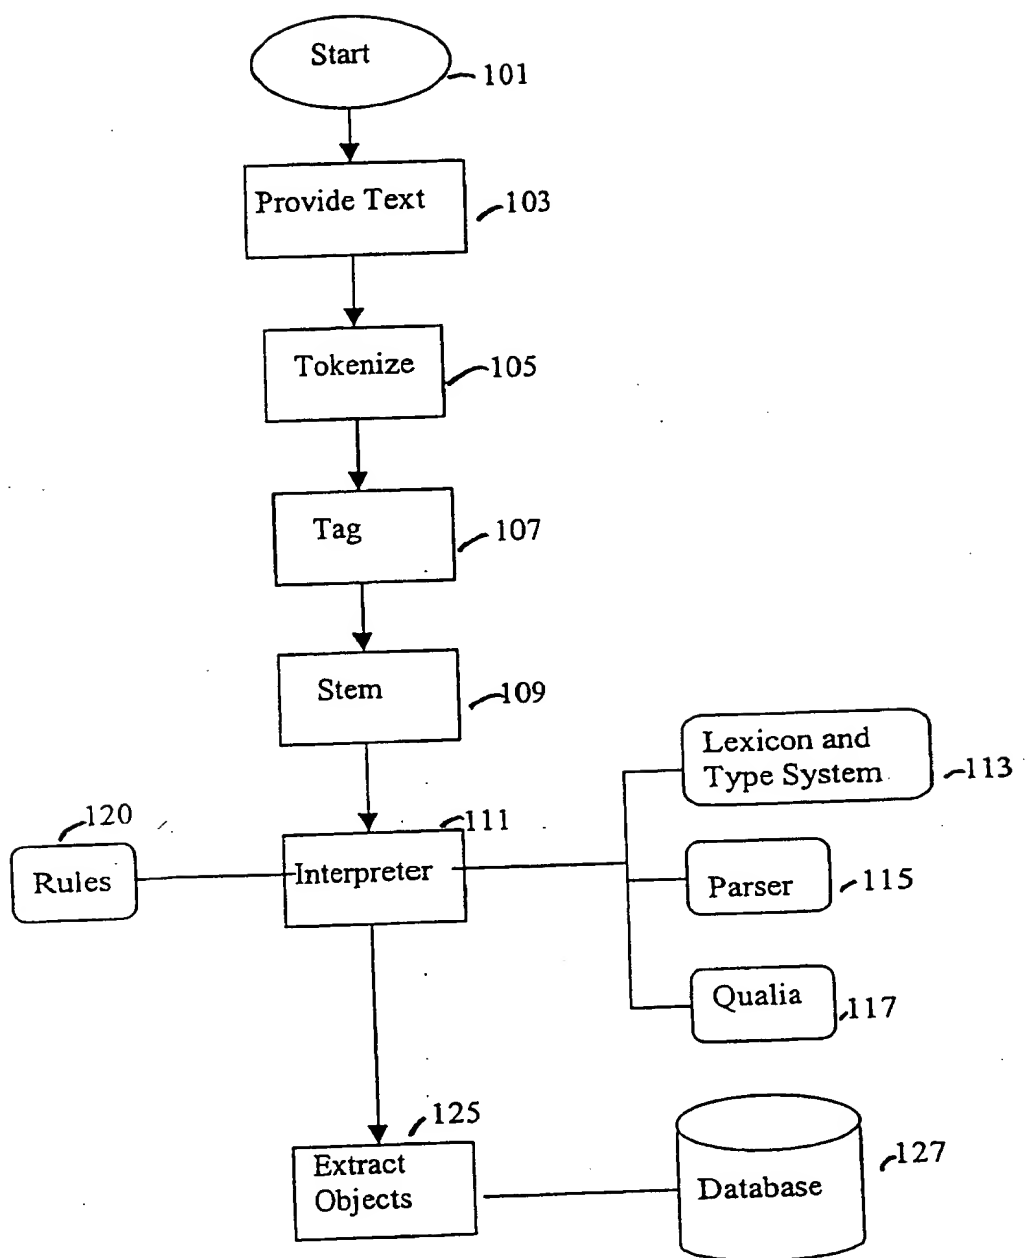 Start
101
Provide Text
103
Tokenize
105
Tag
107
Stem
109
Lexicon and
Type System
113
120
111
Rules
Interpreter
Parser
115
Qualia
117
125
Extract
Objects
Database
127